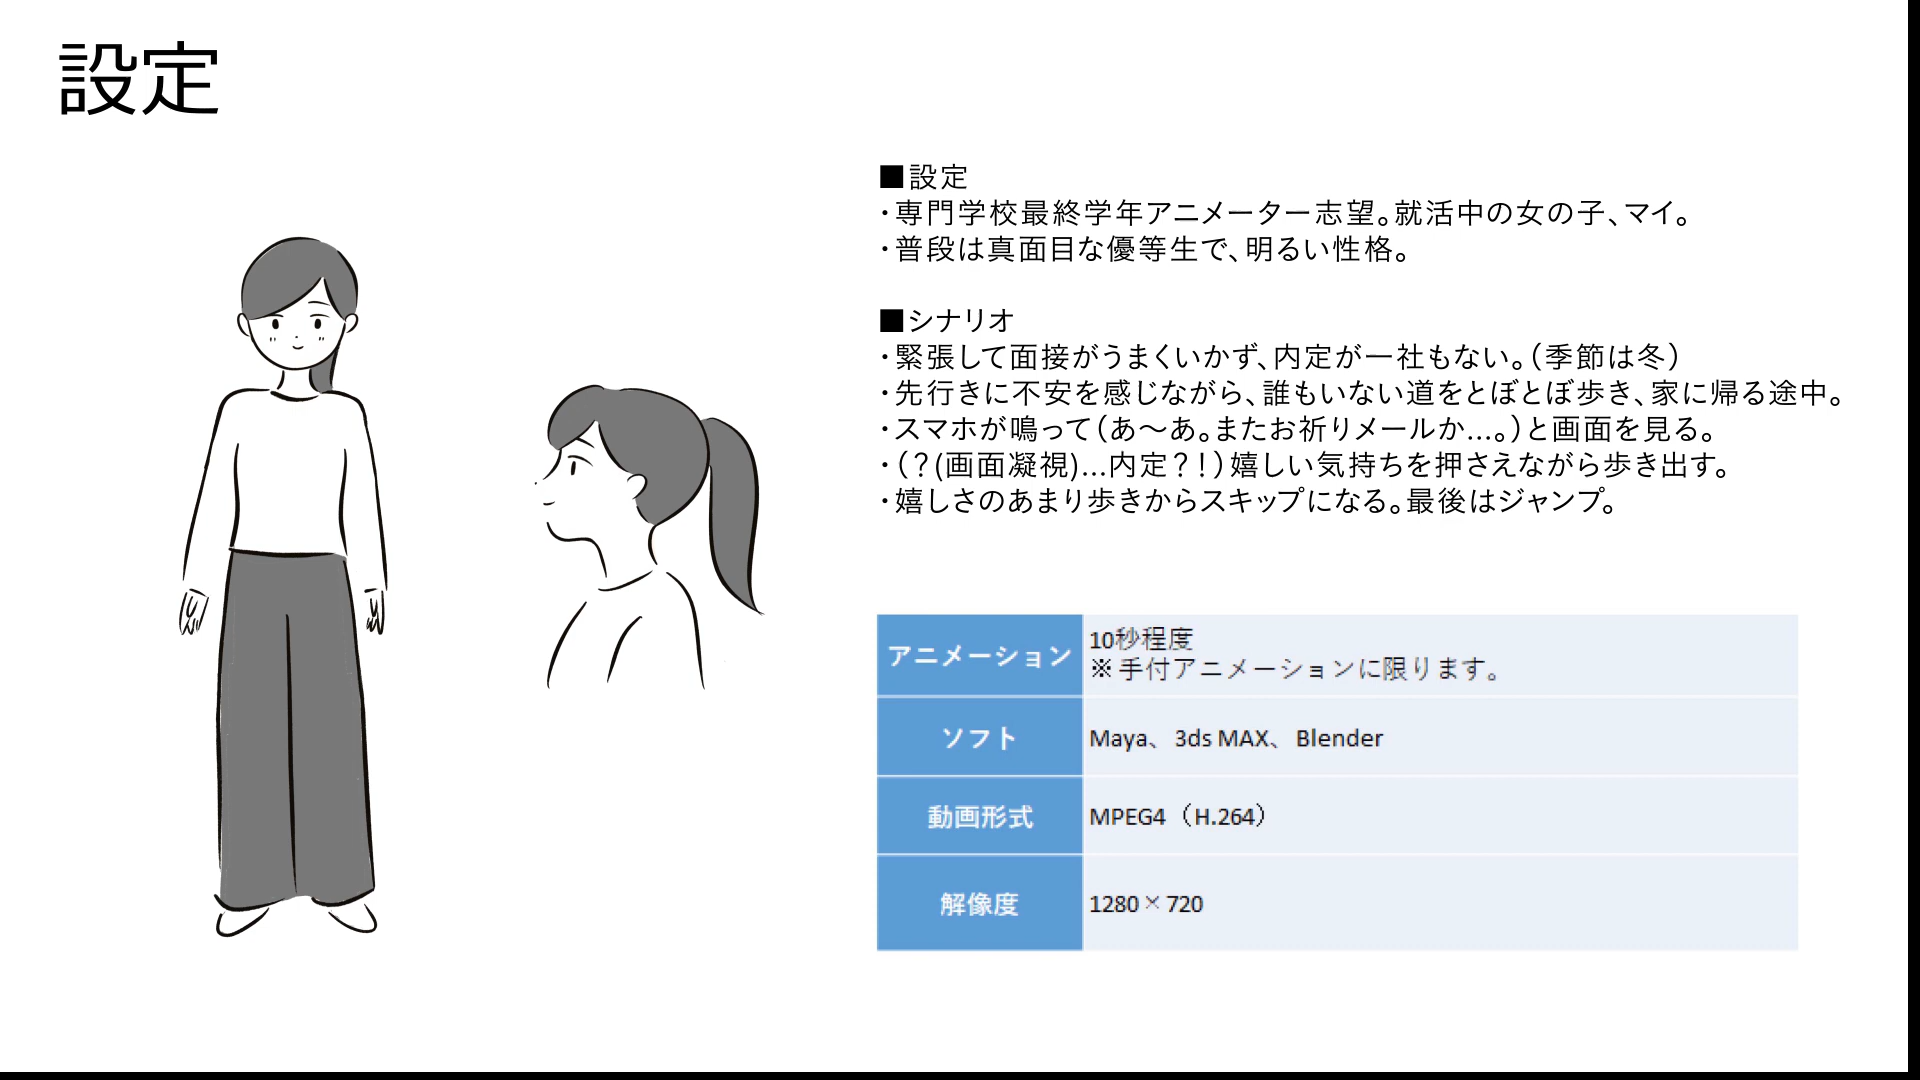 設定
■設定
・専門学校最終学年アニメーター志望。就活中の女の子、マイ。
・普段は真面目な優等生で、明るい性格。
■シナリオ
・緊張して面接がうまくいかず、内定が一社もない。（季節は冬）
・先行きに不安を感じながら、誰もいない道をとぼとぼ歩き、家に帰る途中。
・スマホが鳴って（あ～あ。またお祈りメールか…。）と画面を見る。
・（？(画面凝視)…内定？！）嬉しい気持ちを押さえながら歩き出す。
・嬉しさのあまり歩きからスキップになる。最後はジャンプ。
アニメーション
10秒程度
※手付アニメーションに限ります。
ソフト
Maya、3ds MAX、Blender
動画形式
MPEG4（H.264）
解像度
1280×720